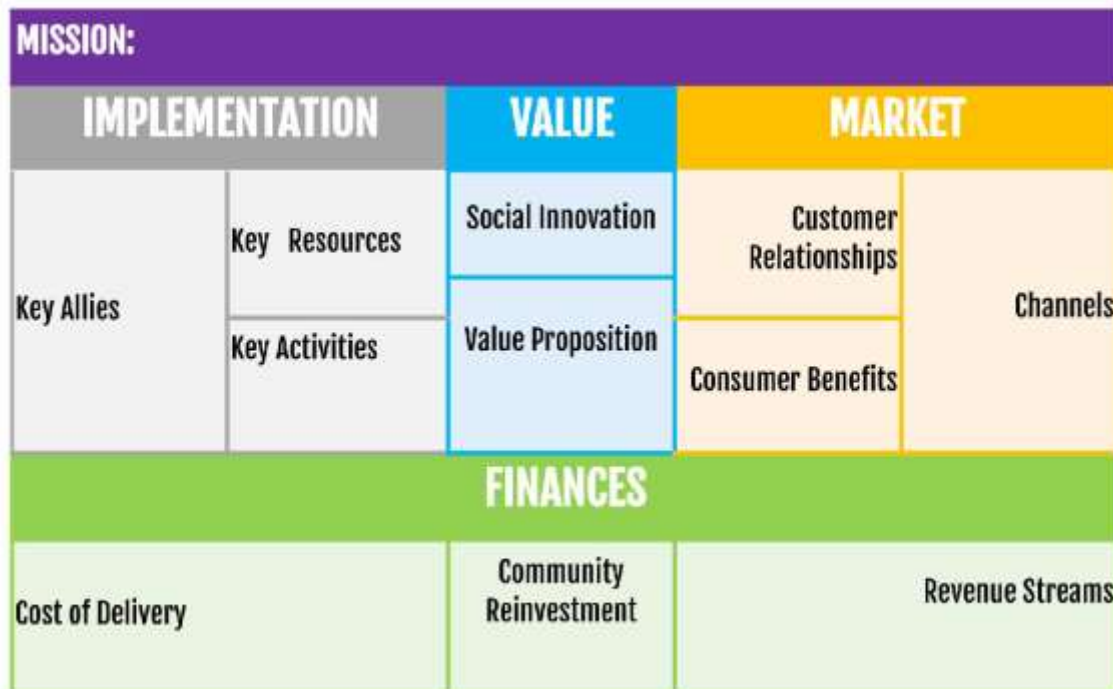 MISSION:
IMPLEMENTATION
VALUE
MARKET
Key Allies
Key Resources
Key Activities
Social Innovation
Value Proposition
Customer
Relationships
Consumer Benefits
Channels
FINANCES
Cost of Delivery
Community
Reinvestment
Revenue Streams